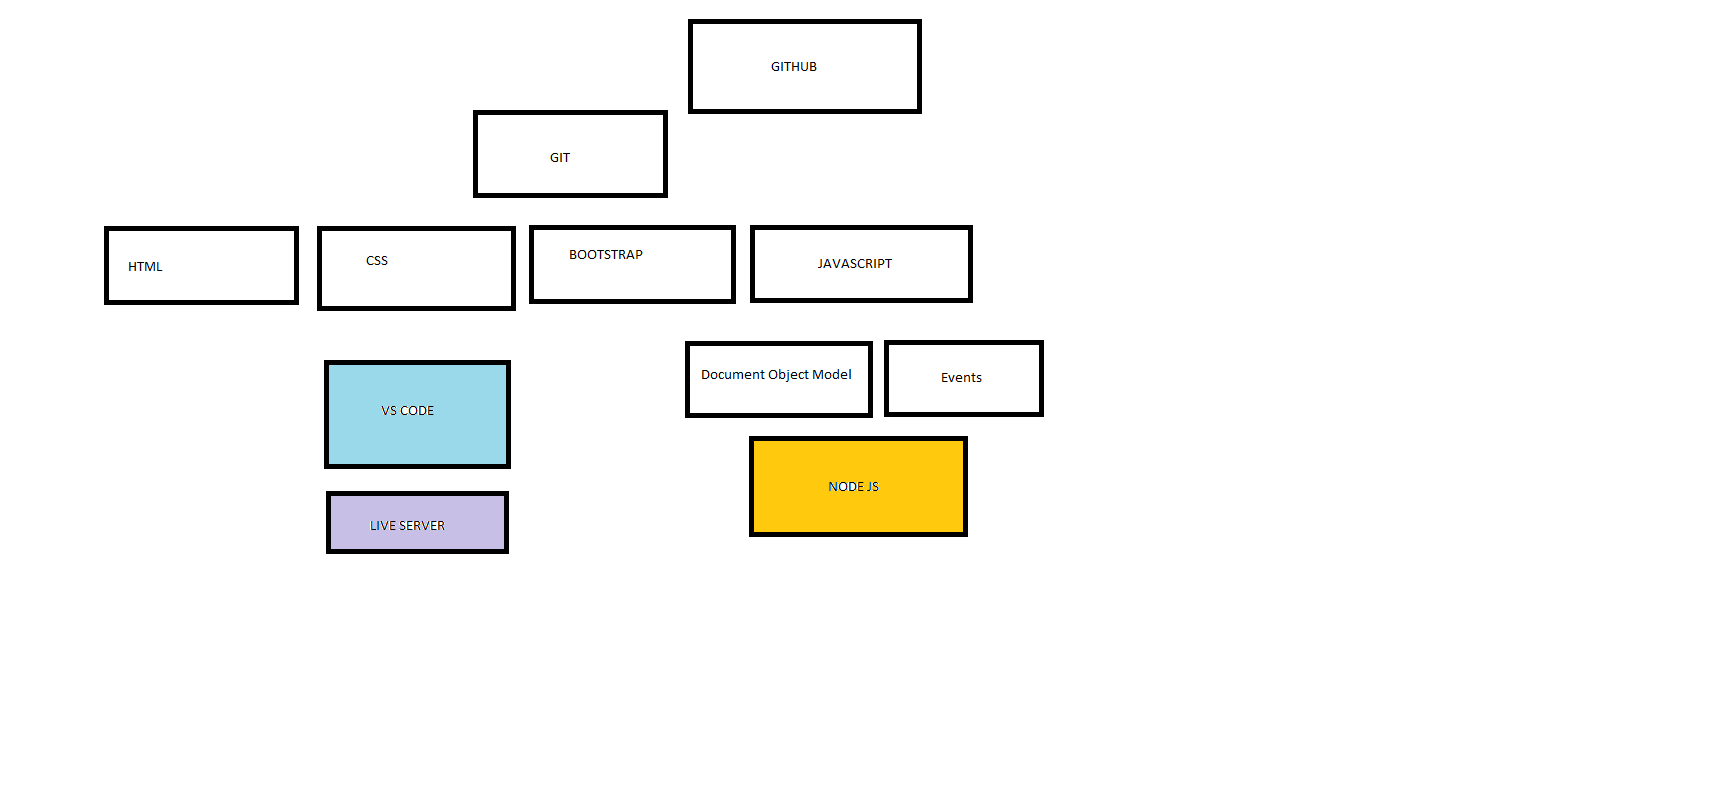 GITHUB
GIT
HTML
CSS
BOOTSTRAP
JAVASCRIPT
Document Object Model
Events
VS CODE
NODE JS
LIVE SERVER